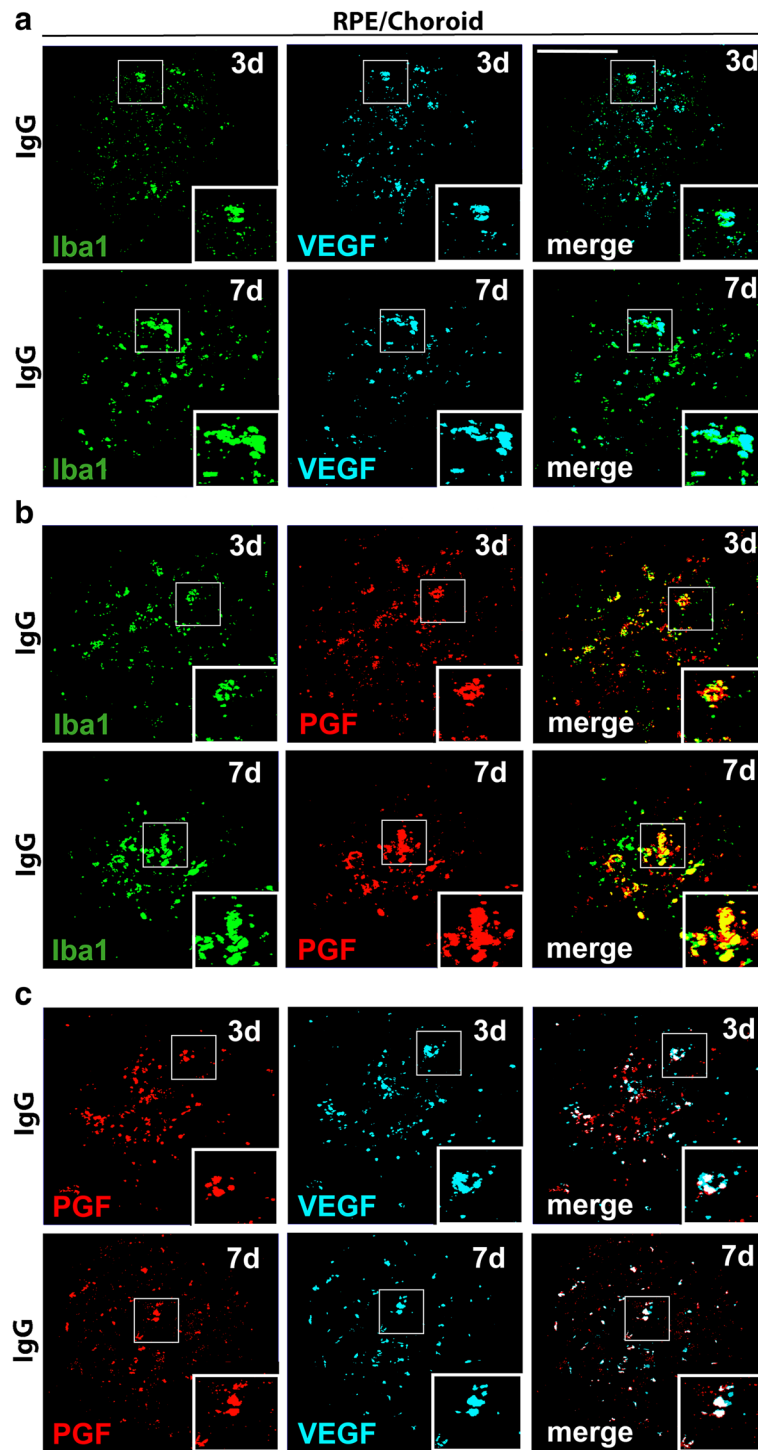 a
RPE/Choroid
IgG
3d
3d
3d
Iba1
VEGF
merge
IgG
7d
7d
7d
Iba1
VEGF
merge
b
IgG
3d
3d
3d
Iba1
PGF
merge
IgG
7d
7d
7d
Iba1
PGF
merge
c
IgG
3d
3d
3d
PGF
VEGF
merge
IgG
7d
7d
7d
PGF
VEGF
merge